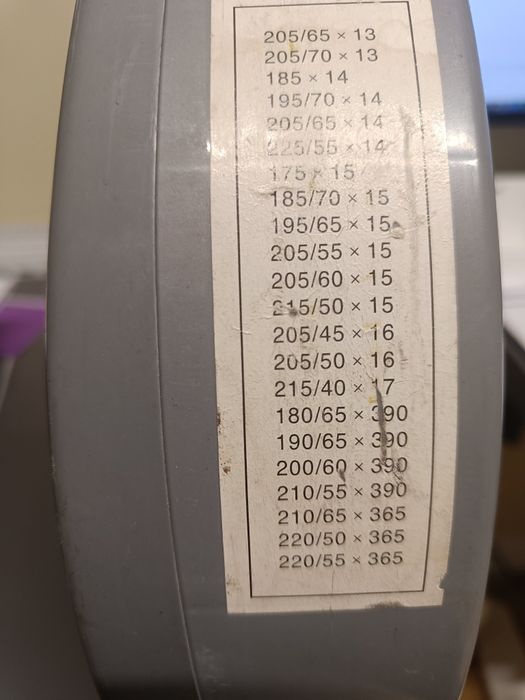 205/65 × 13
205/70 × 13
185 × 14
195/70 × 14
205/65 × 14
225/55 × 14
175 × 15
185/70 × 15
195/65 × 15
205/55 × 15
205/60 × 15
215/50 × 15
205/45 × 16
205/50 × 16
215/40 × 17
180/65 × 390
190/65 × 390
200/60 × 390
210/55 × 390
210/65 × 365
220/50 × 365
220/55 × 365